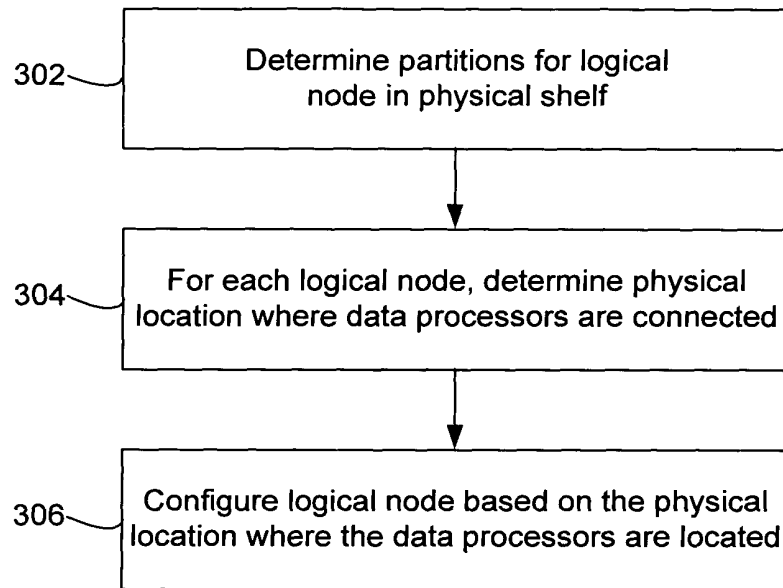 302
Determine partitions for logical
node in physical shelf
304
For each logical node, determine physical
location where data processors are connected
306
Configure logical node based on the physical
location where the data processors are located